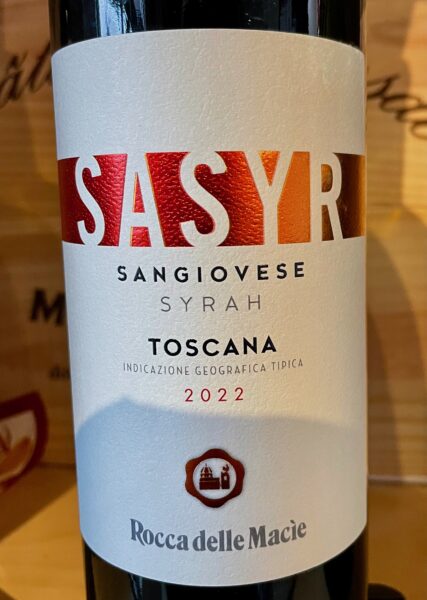 SASYR
SANGIOVESE
SYRAH
TOSCANA
INDICAZIONE GEOGRAFICA TIPICA
2022
Rocca delle Macìe